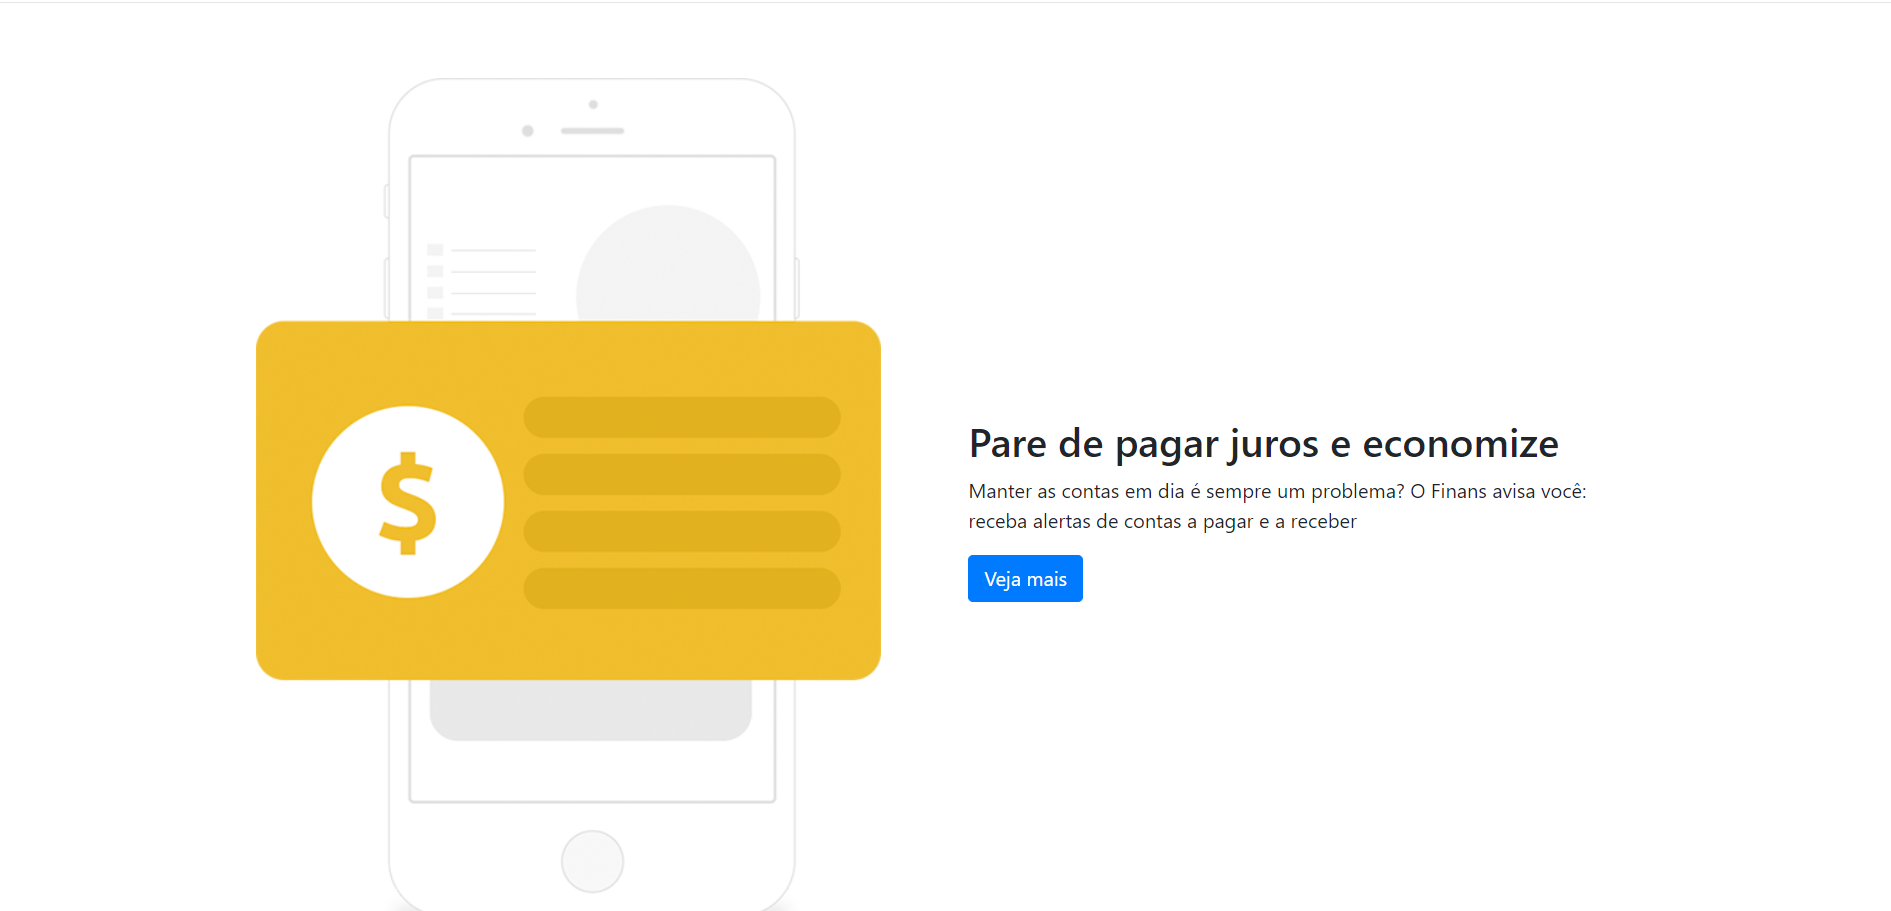 $
Pare de pagar juros e economize
Manter as contas em dia é sempre um problema? O Finans avisa você:
receba alertas de contas a pagar e a receber
Veja mais